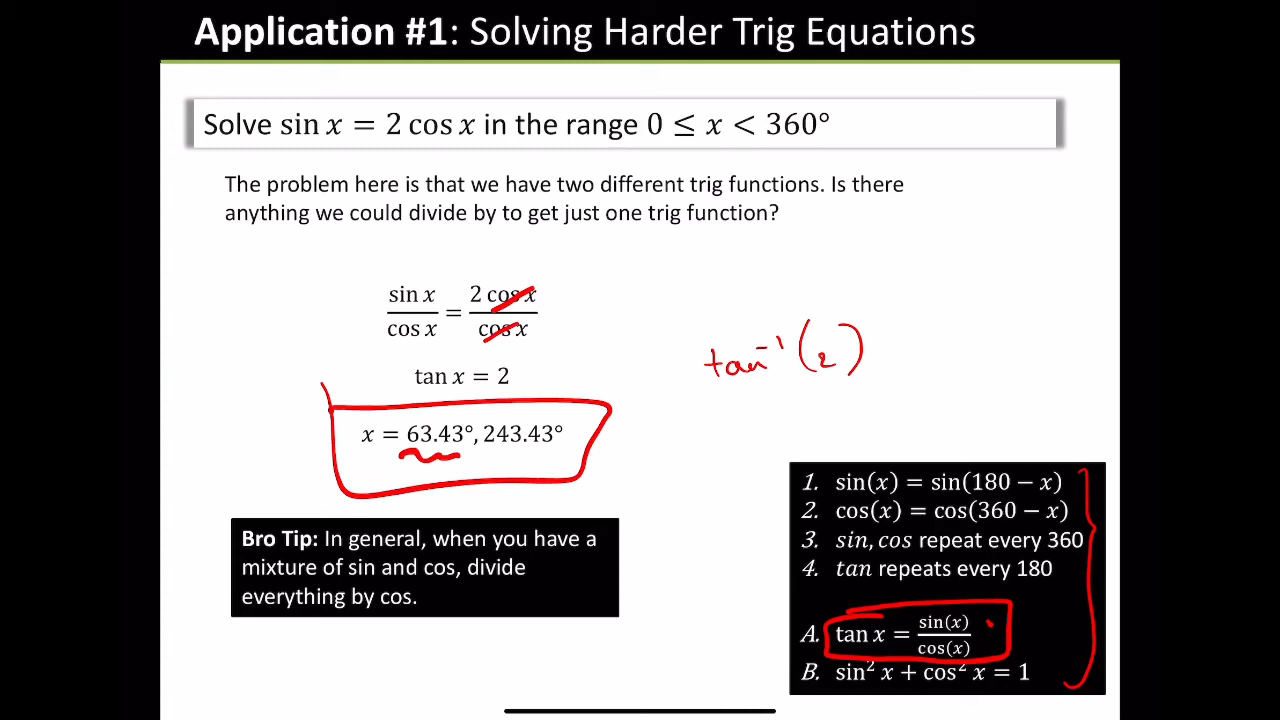 Application #1: Solving Harder Trig Equations
Solve sin x = 2 cos x in the range 0 ≤ x < 360°
The problem here is that we have two different trig functions. Is there
anything we could divide by to get just one trig function?
sin x / cos x = 2 cos x / cos x
tan x = 2
x = 63.43°, 243.43°
tan⁻¹(2)
Bro Tip: In general, when you have a
mixture of sin and cos, divide
everything by cos.
1. sin(x) = sin(180 − x)
2. cos(x) = cos(360 − x)
3. sin, cos repeat every 360
4. tan repeats every 180
A. tan x = sin(x) / cos(x)
B. sin² x + cos² x = 1